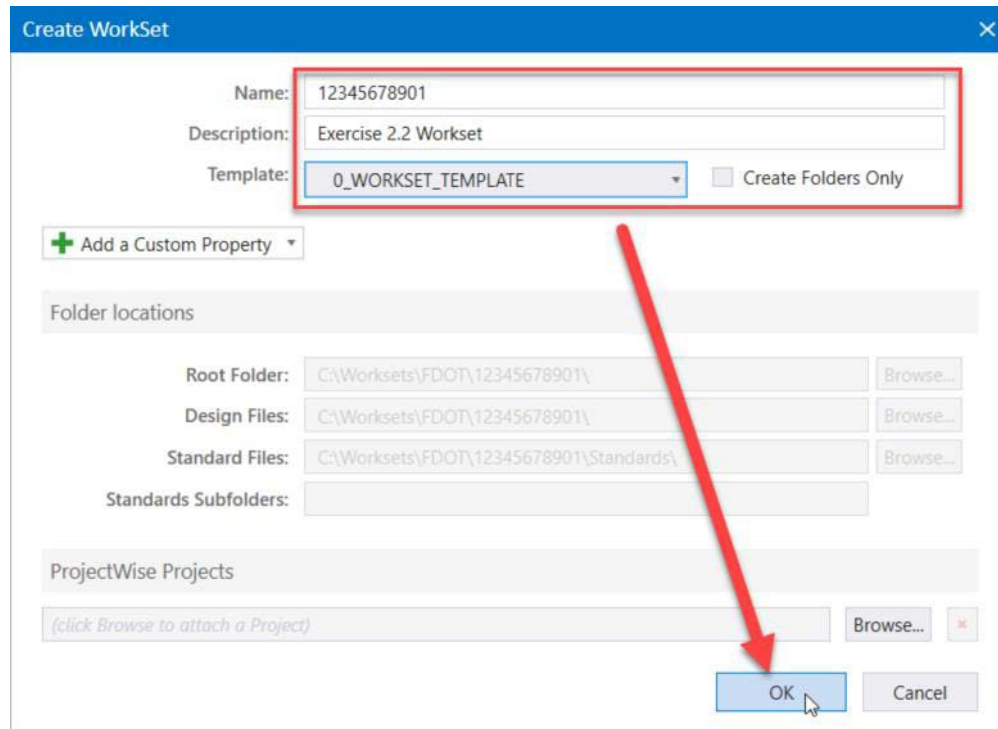 Create WorkSet
Name: 12345678901
Description: Exercise 2.2 Workset
Template: 0_WORKSET_TEMPLATE Create Folders Only
Add a Custom Property
Folder locations
Root Folder: C:\Worksets\FDOT\12345678901\ Browse...
Design Files: C:\Worksets\FDOT\12345678901\ Browse...
Standard Files: C:\Worksets\FDOT\12345678901\Standards\ Browse...
Standards Subfolders:
ProjectWise Projects
(click Browse to attach a Project) Browse...
OK Cancel